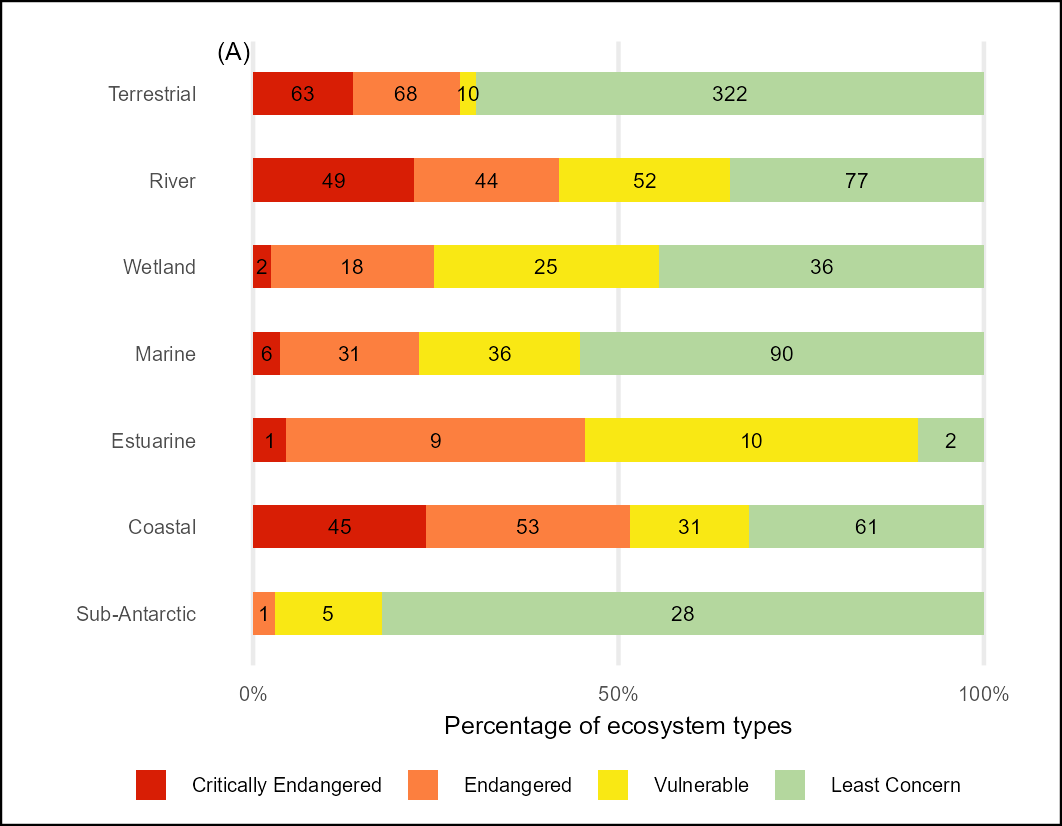 (A)
Terrestrial 63 68 10 322
River 49 44 52 77
Wetland 2 18 25 36
Marine 6 31 36 90
Estuarine 1 9 10 2
Coastal 45 53 31 61
Sub-Antarctic 1 5 28
0% 50% 100%
Percentage of ecosystem types
Critically Endangered Endangered Vulnerable Least Concern